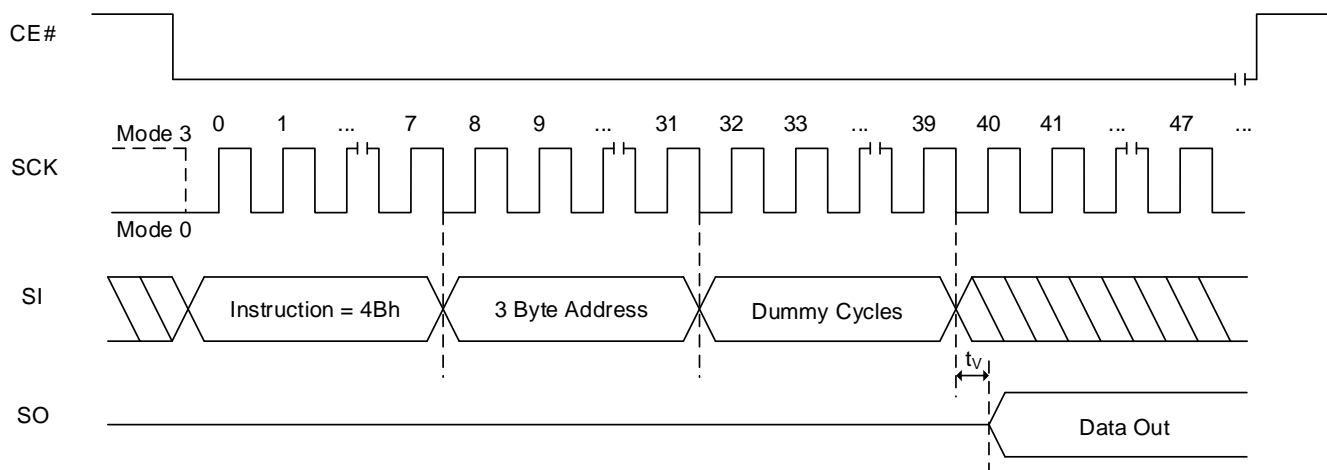 CE#
Mode 3
0 1 ... 7 8 9 ... 31 32 33 ... 39 40 41 ... 47 ...
SCK
Mode 0
SI
Instruction = 4Bh
3 Byte Address
Dummy Cycles
tV
SO
Data Out